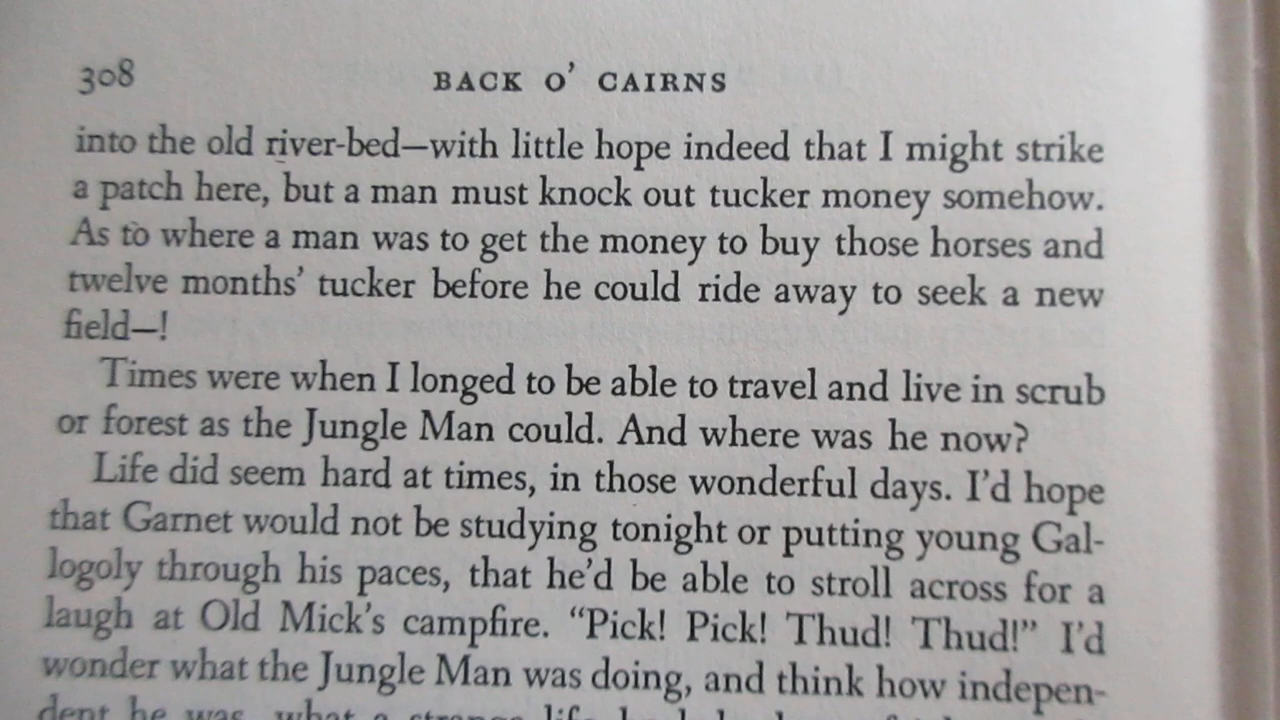 308
BACK O' CAIRNS
into the old river-bed—with little hope indeed that I might strike
a patch here, but a man must knock out tucker money somehow.
As to where a man was to get the money to buy those horses and
twelve months' tucker before he could ride away to seek a new
field—!
Times were when I longed to be able to travel and live in scrub
or forest as the Jungle Man could. And where was he now?
Life did seem hard at times, in those wonderful days. I'd hope
that Garnet would not be studying tonight or putting young Gal-
logoly through his paces, that he'd be able to stroll across for a
laugh at Old Mick's campfire. “Pick! Pick! Thud! Thud!” I'd
wonder what the Jungle Man was doing, and think how indepen-
dent he was, what a strange life